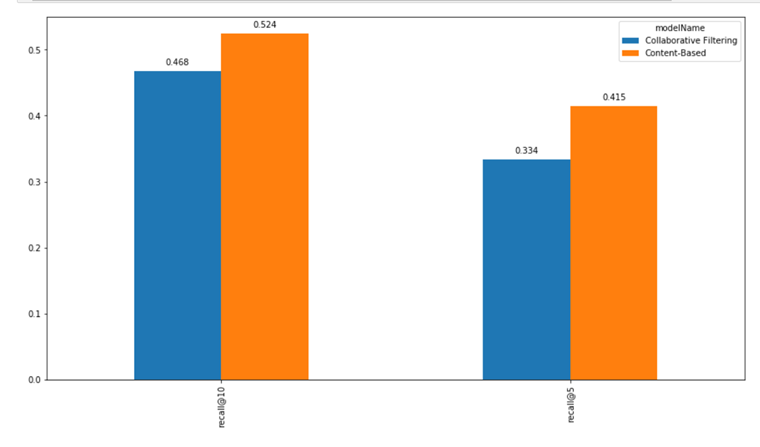 modelName
Collaborative Filtering
Content-Based
0.524
0.468
0.415
0.334
0.5
0.4
0.3
0.2
0.1
0.0
recall@10
recall@5